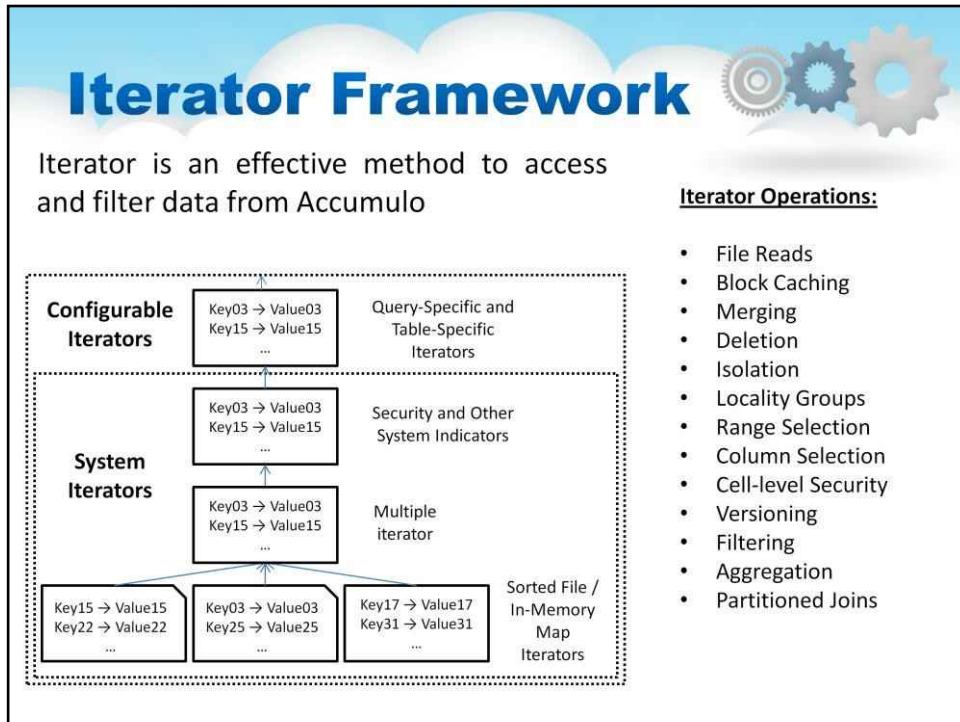 Iterator Framework
Iterator is an effective method to access
and filter data from Accumulo
Iterator Operations:
• File Reads
• Block Caching
• Merging
• Deletion
• Isolation
• Locality Groups
• Range Selection
• Column Selection
• Cell-level Security
• Versioning
• Filtering
• Aggregation
• Partitioned Joins
Configurable
Iterators
Key03 → Value03
Key15 → Value15
...
Query-Specific and
Table-Specific
Iterators
System
Iterators
Key03 → Value03
Key15 → Value15
...
Security and Other
System Indicators
Key03 → Value03
Key15 → Value15
...
Multiple
iterator
Key15 → Value15
Key22 → Value22
...
Key03 → Value03
Key25 → Value25
...
Key17 → Value17
Key31 → Value31
...
Sorted File /
In-Memory
Map
Iterators